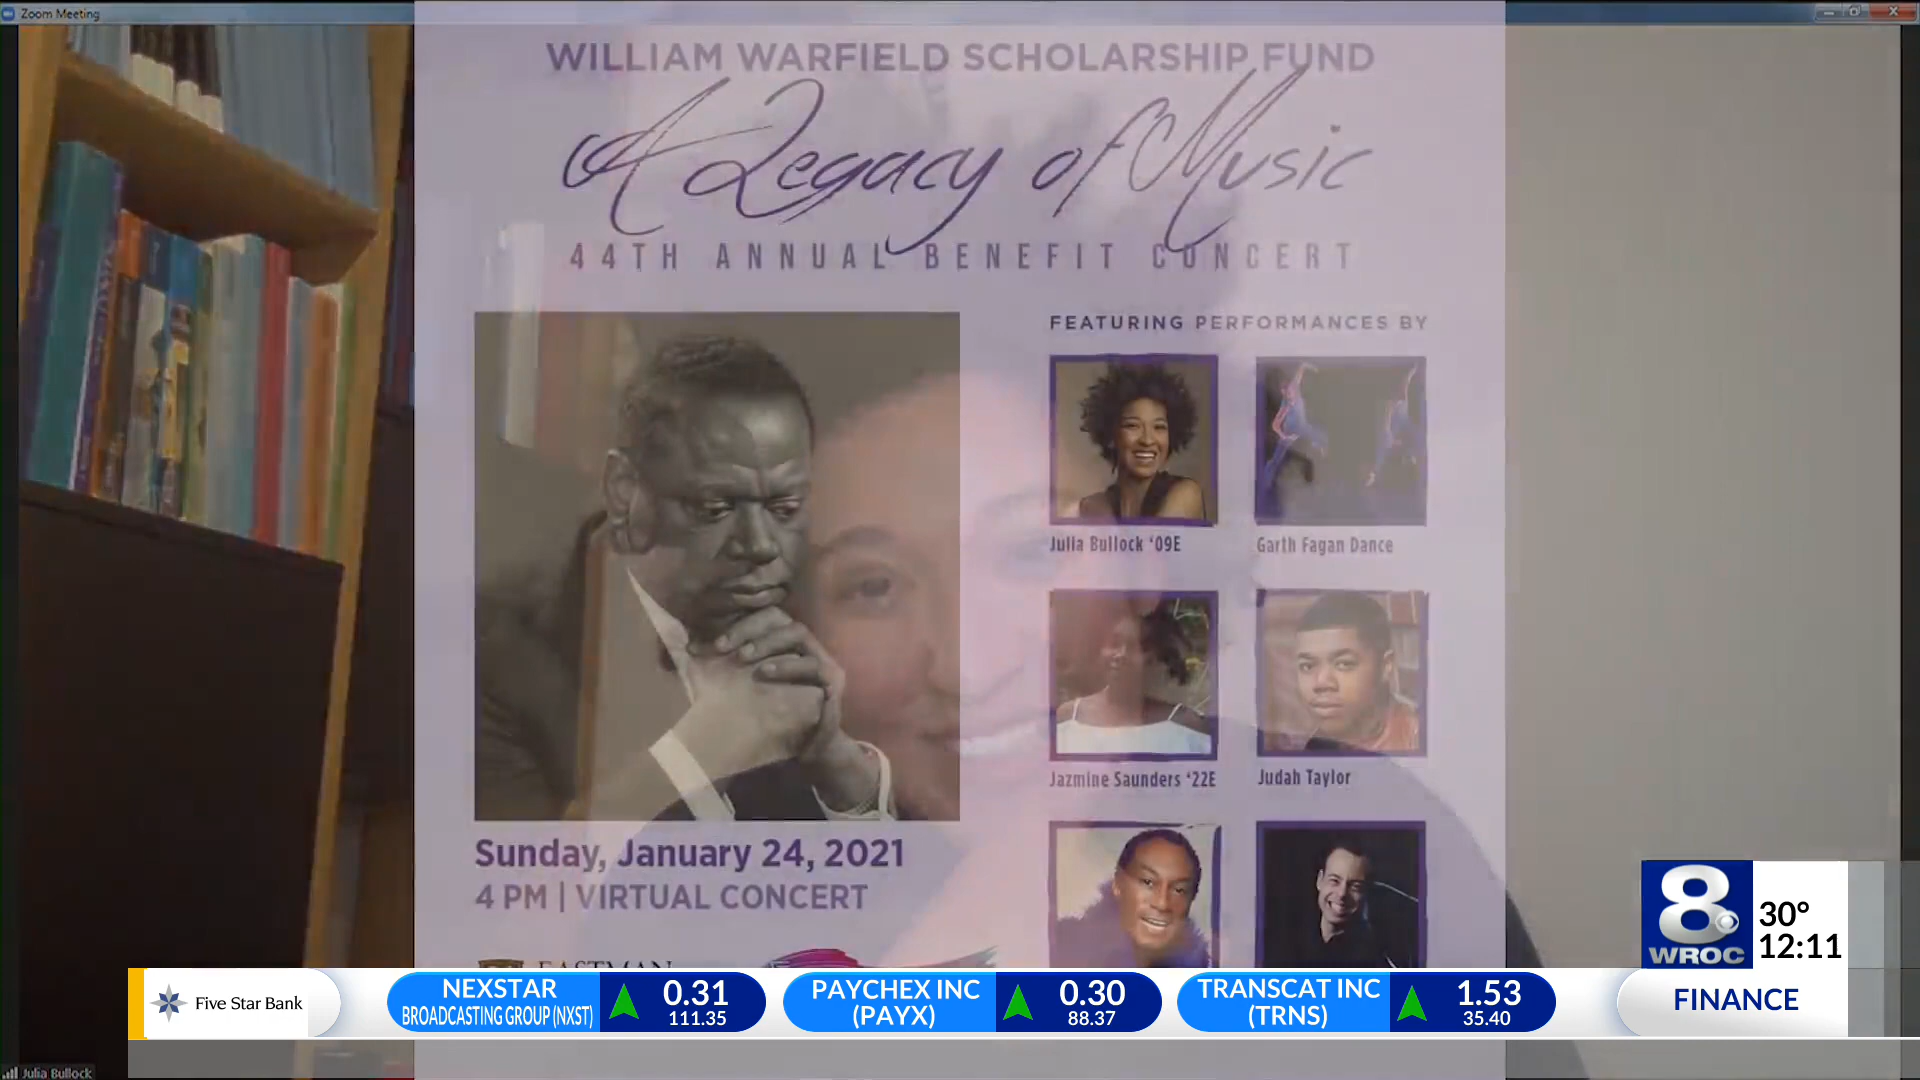 Zoom Meeting
WILLIAM WARFIELD SCHOLARSHIP FUND
A Legacy of Music
44TH ANNUAL BENEFIT CONCERT
FEATURING PERFORMANCES BY
Julia Bullock ‘09E
Garth Fagan Dance
Jazmine Saunders ‘22E
Judah Taylor
Sunday, January 24, 2021
4 PM | VIRTUAL CONCERT
EASTMAN
8
WROC
30°
12:11
Five Star Bank
NEXSTAR
BROADCASTING GROUP (NXST)
0.31
111.35
PAYCHEX INC
(PAYX)
0.30
88.37
TRANSCAT INC
(TRNS)
1.53
35.40
FINANCE
Julia Bullock